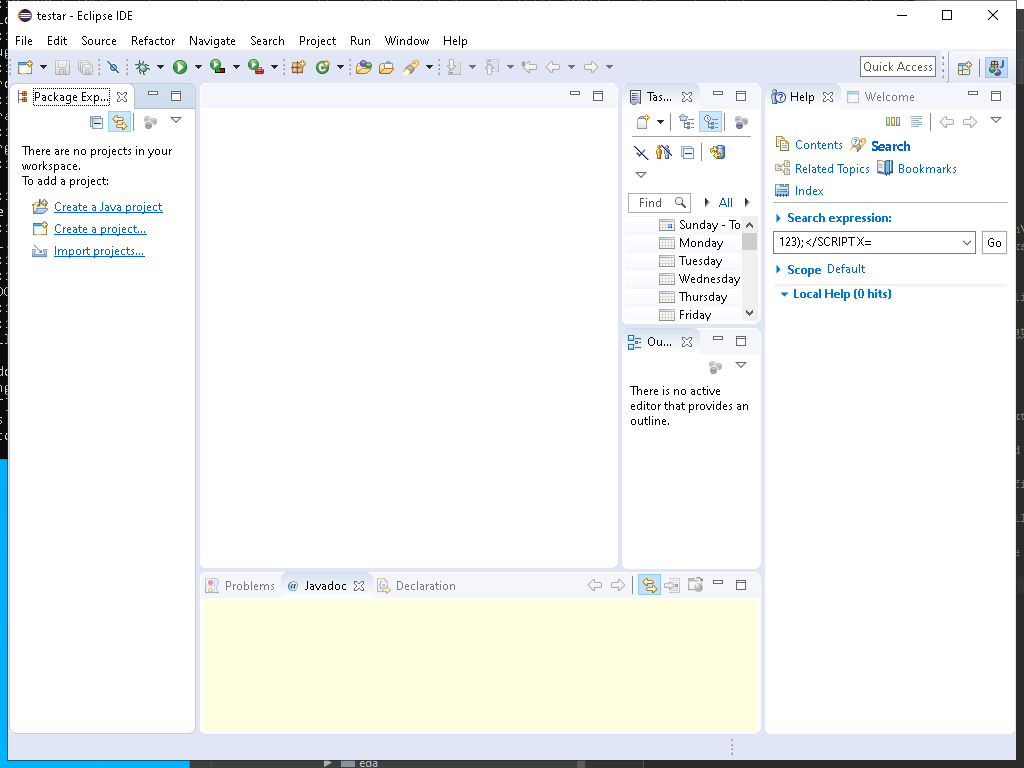 testar - Eclipse IDE
File Edit Source Refactor Navigate Search Project Run Window Help
Quick Access
Package Exp...
There are no projects in your
workspace.
To add a project:
Create a Java project
Create a project...
Import projects...
Tas...
Find All
Sunday - To
Monday
Tuesday
Wednesday
Thursday
Friday
Ou...
There is no active
editor that provides an
outline.
Help Welcome
Contents Search
Related Topics Bookmarks
Index
Search expression:
123);</SCRIPT X= Go
Scope Default
Local Help (0 hits)
Problems @ Javadoc Declaration
eda